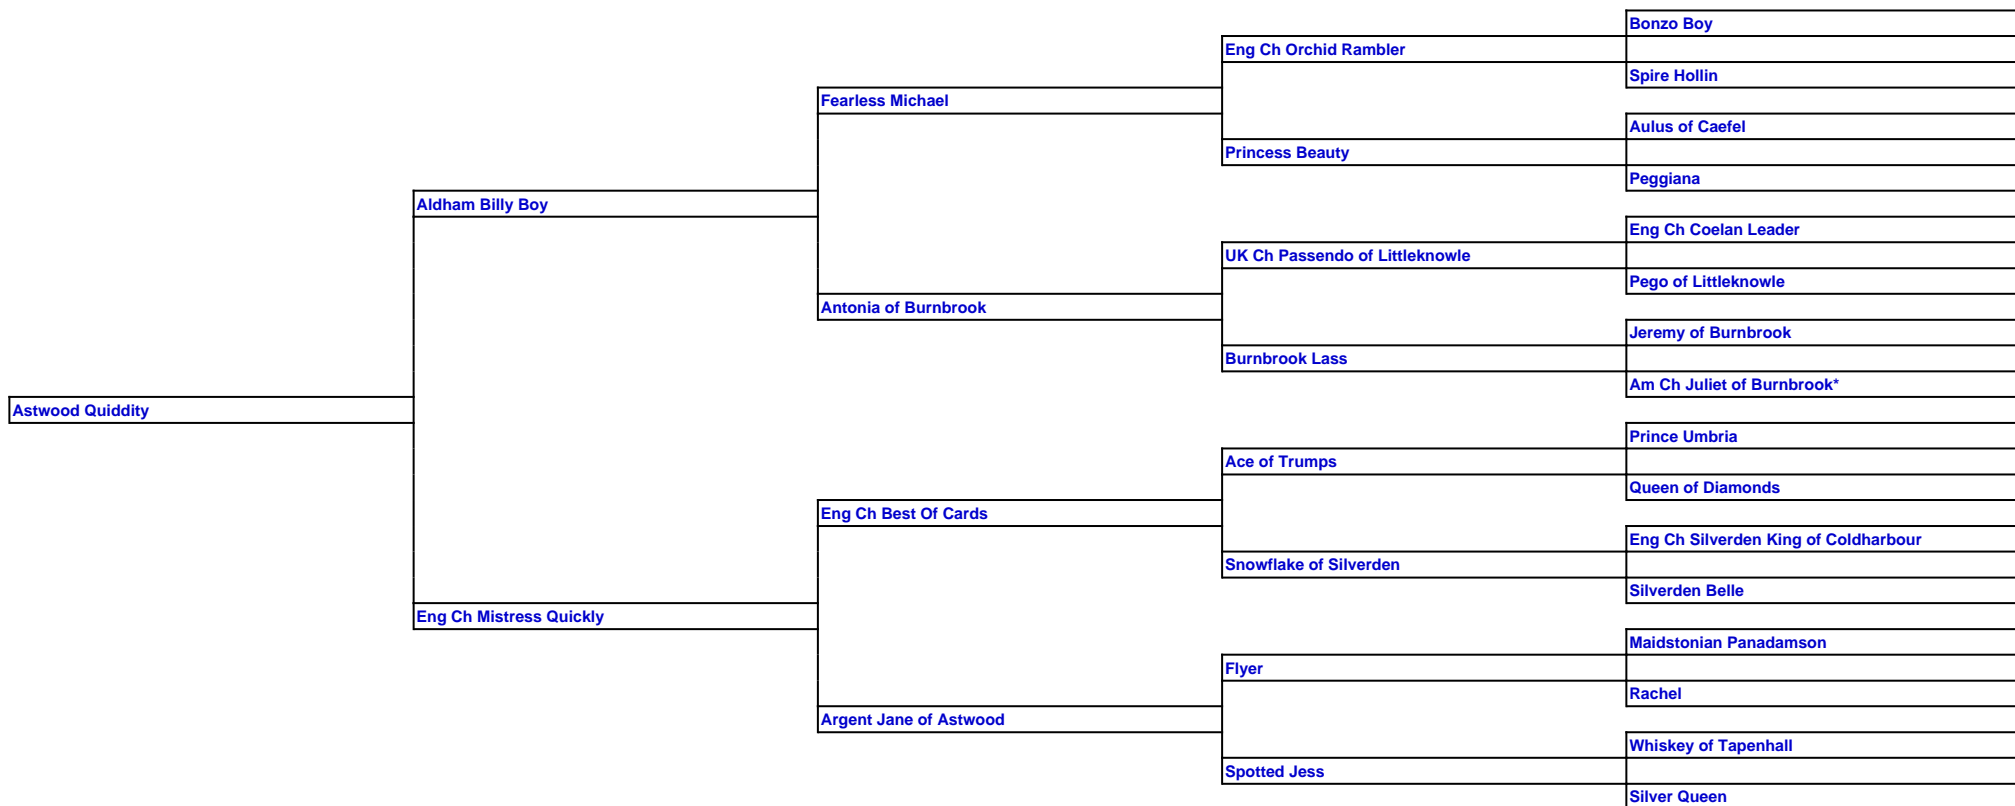 Bonzo Boy
Eng Ch Orchid Rambler
Spire Hollin
Fearless Michael
Aulus of Caefel
Princess Beauty
Peggiana
Aldham Billy Boy
Eng Ch Coelan Leader
UK Ch Passendo of Littleknowle
Pego of Littleknowle
Antonia of Burnbrook
Jeremy of Burnbrook
Burnbrook Lass
Am Ch Juliet of Burnbrook*
Astwood Quiddity
Prince Umbria
Ace of Trumps
Queen of Diamonds
Eng Ch Best Of Cards
Eng Ch Silverden King of Coldharbour
Snowflake of Silverden
Silverden Belle
Eng Ch Mistress Quickly
Maidstonian Panadamson
Flyer
Rachel
Argent Jane of Astwood
Whiskey of Tapenhall
Spotted Jess
Silver Queen